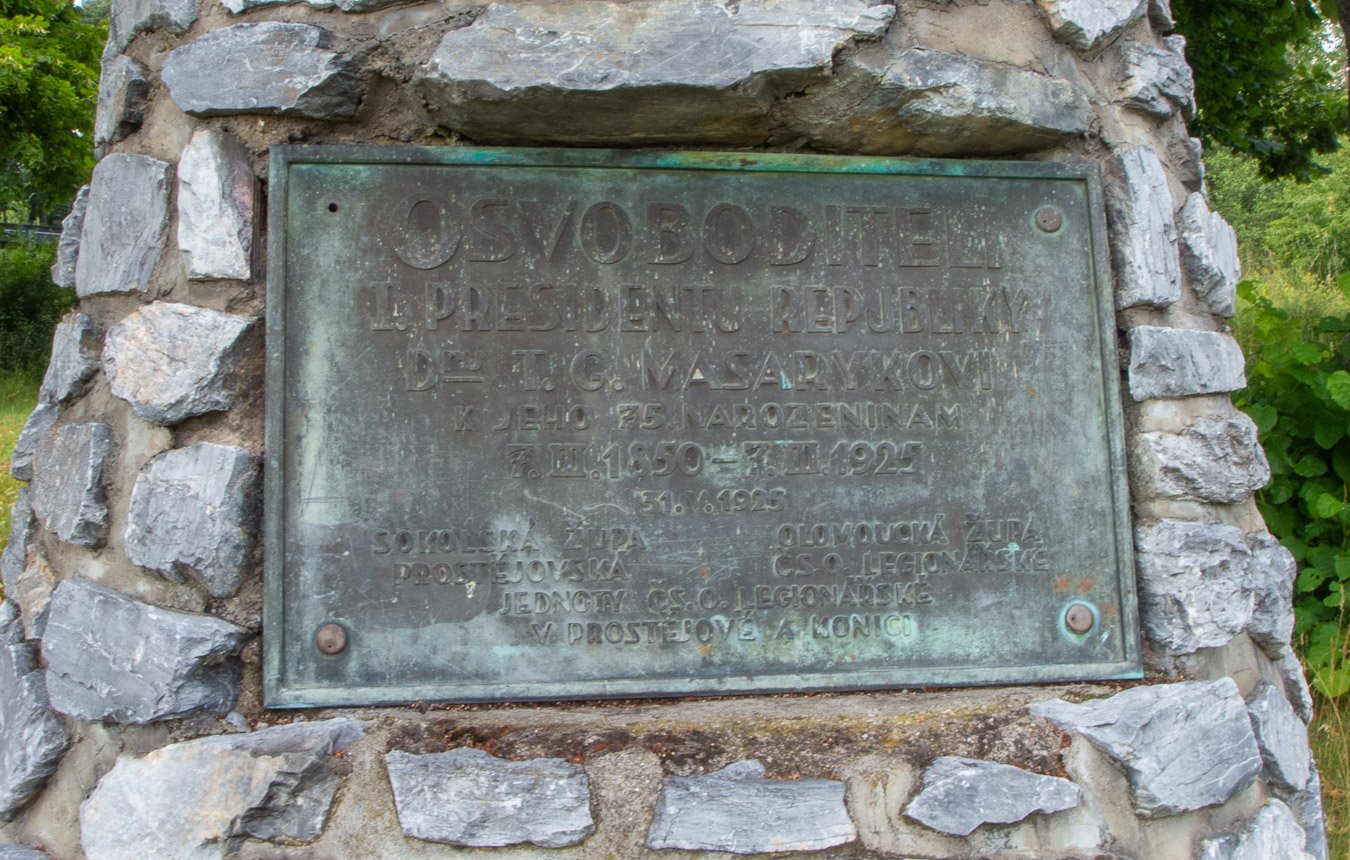 OSVOBODITELI
I. PRESIDENTU REPUBLIKY
DRU T. G. MASARYKOVI
K JEHO 75. NAROZENINÁM
7. III. 1850 – 7. III. 1925
31. V. 1925
SOKOLSKÁ ŽUPA
PROSTĚJOVSKÁ
OLOMOUCKÁ ŽUPA
ČS. O. LEGIONÁŘSKÉ
JEDNOTY ČS. O. LEGIONÁŘSKÉ
V PROSTĚJOVĚ A KONICI